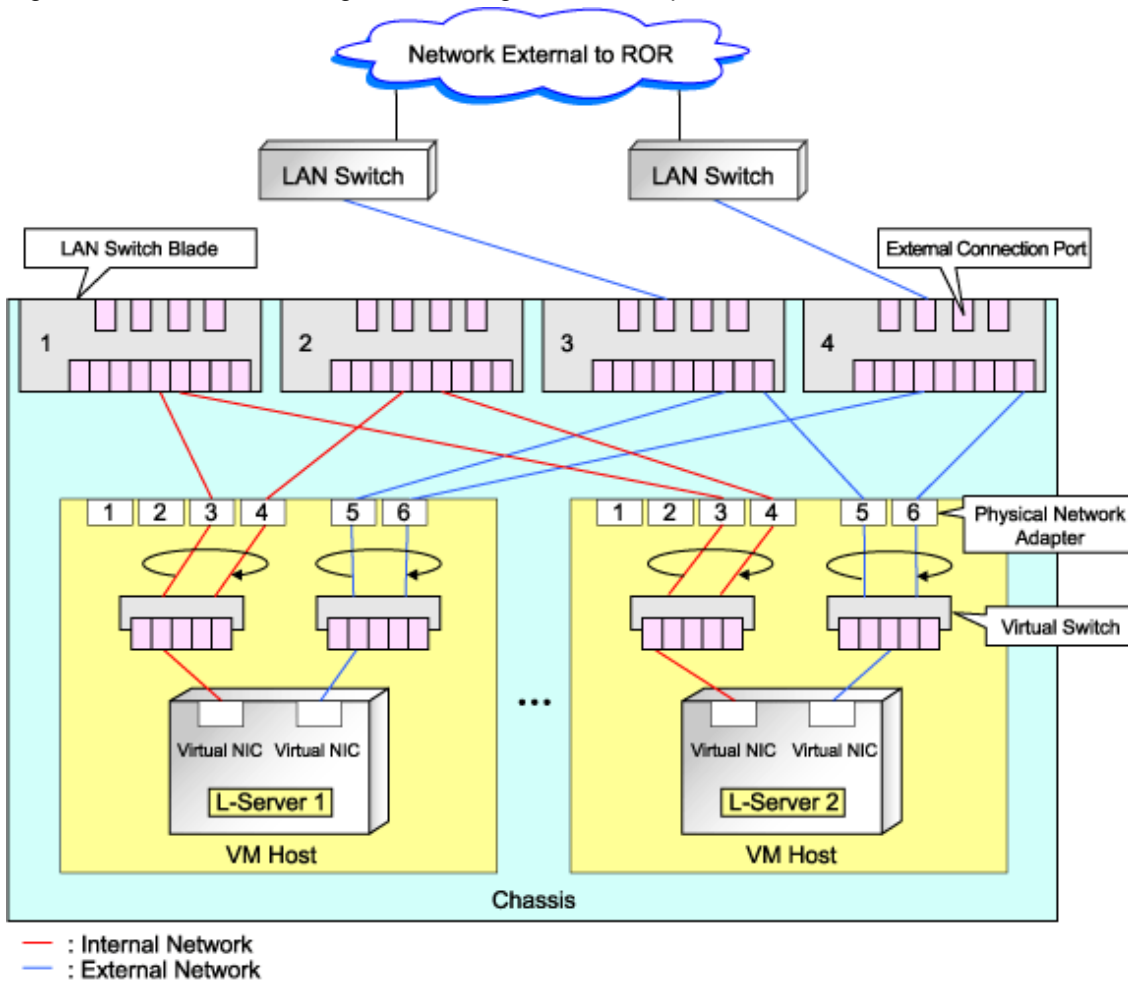 Network External to ROR
LAN Switch
LAN Switch
LAN Switch Blade
External Connection Port
1
2
3
4
1 2 3 4 5 6
1 2 3 4 5 6
Physical Network
Adapter
Virtual Switch
Virtual NIC Virtual NIC
L-Server 1
VM Host
...
Virtual NIC Virtual NIC
L-Server 2
VM Host
Chassis
: Internal Network
: External Network